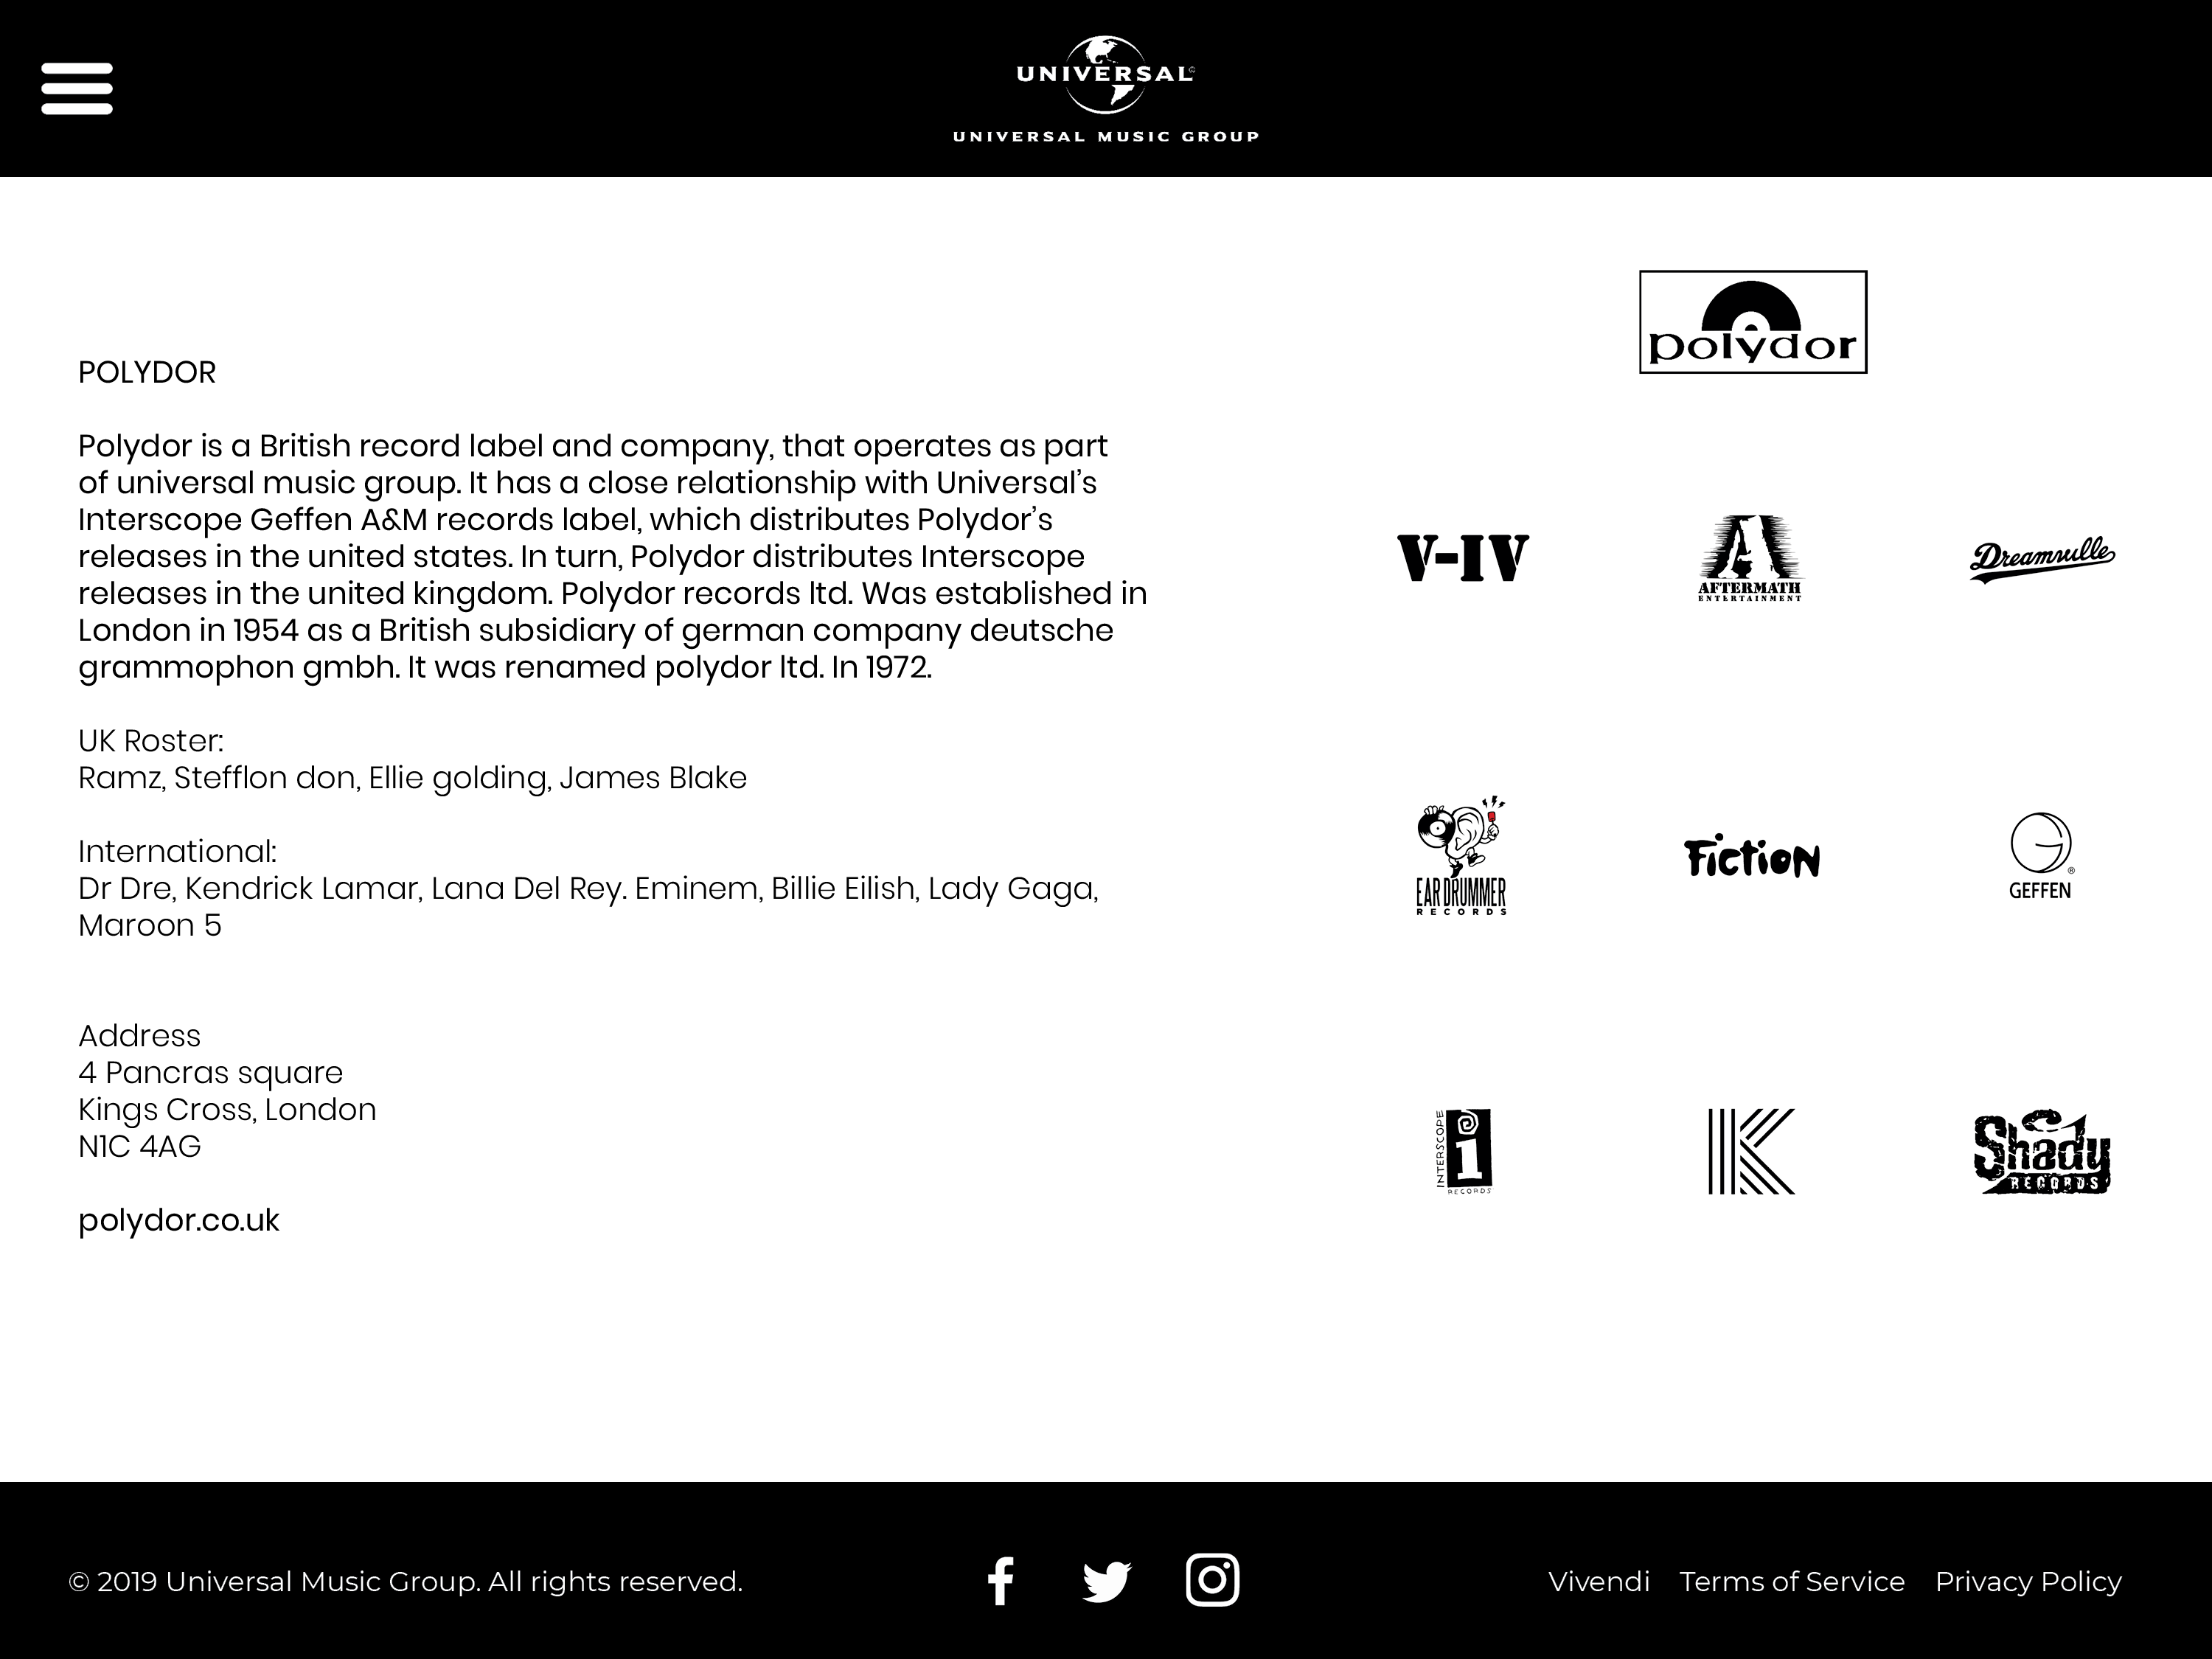 UNIVERSAL
UNIVERSAL MUSIC GROUP
POLYDOR
Polydor is a British record label and company, that operates as part
of universal music group. It has a close relationship with Universal's
Interscope Geffen A&M records label, which distributes Polydor's
releases in the united states. In turn, Polydor distributes Interscope
releases in the united kingdom. Polydor records ltd. Was established in
London in 1954 as a British subsidiary of german company deutsche
grammophon gmbh. It was renamed polydor ltd. In 1972.
UK Roster:
Ramz, Stefflon don, Ellie golding, James Blake
International:
Dr Dre, Kendrick Lamar, Lana Del Rey. Eminem, Billie Eilish, Lady Gaga,
Maroon 5
Address
4 Pancras square
Kings Cross, London
N1C 4AG
polydor.co.uk
polydor
V-IV
A
AFTERMATH
ENTERTAINMENT
Dreamville
EAR DRUMMER
RECORDS
Fiction
GEFFEN
INTERSCOPE
i
RECORDS
K
Shady
RECORDS
© 2019 Universal Music Group. All rights reserved.
Vivendi Terms of Service Privacy Policy